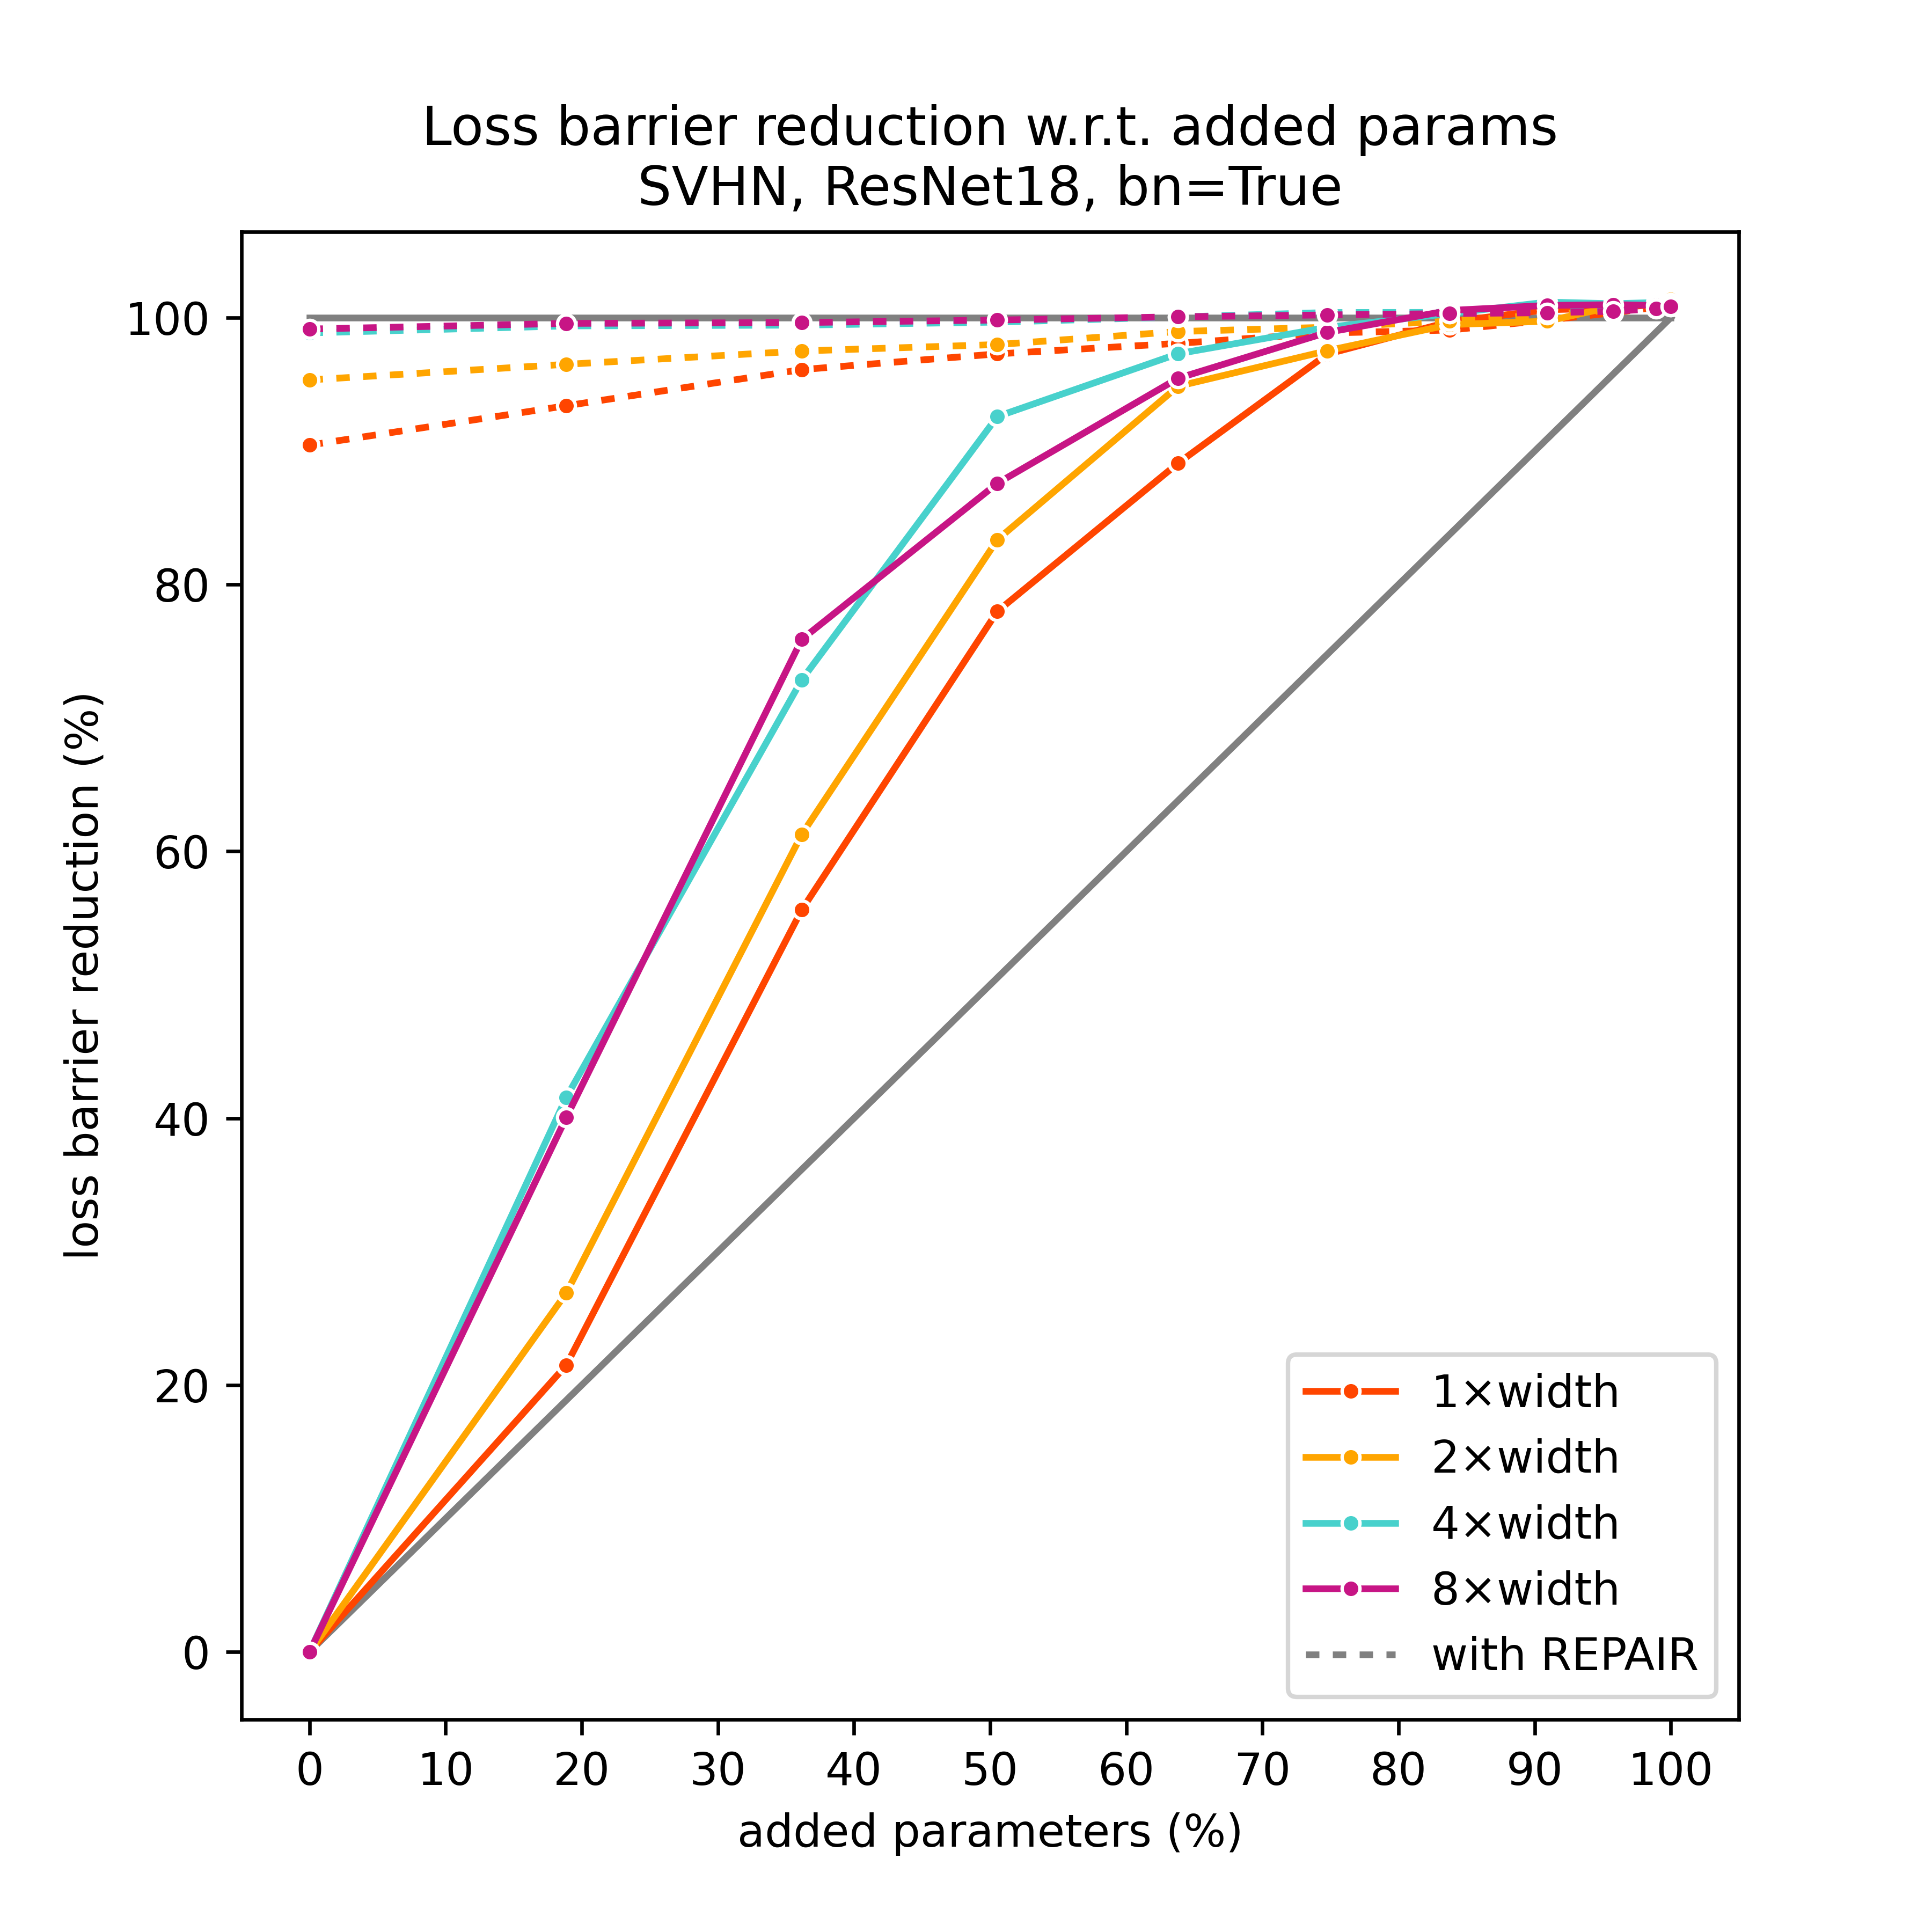 Loss barrier reduction w.r.t. added params
SVHN, ResNet18, bn=True
loss barrier reduction (%)
100
80
60
40
20
0
0 10 20 30 40 50 60 70 80 90 100
added parameters (%)
1×width
2×width
4×width
8×width
with REPAIR